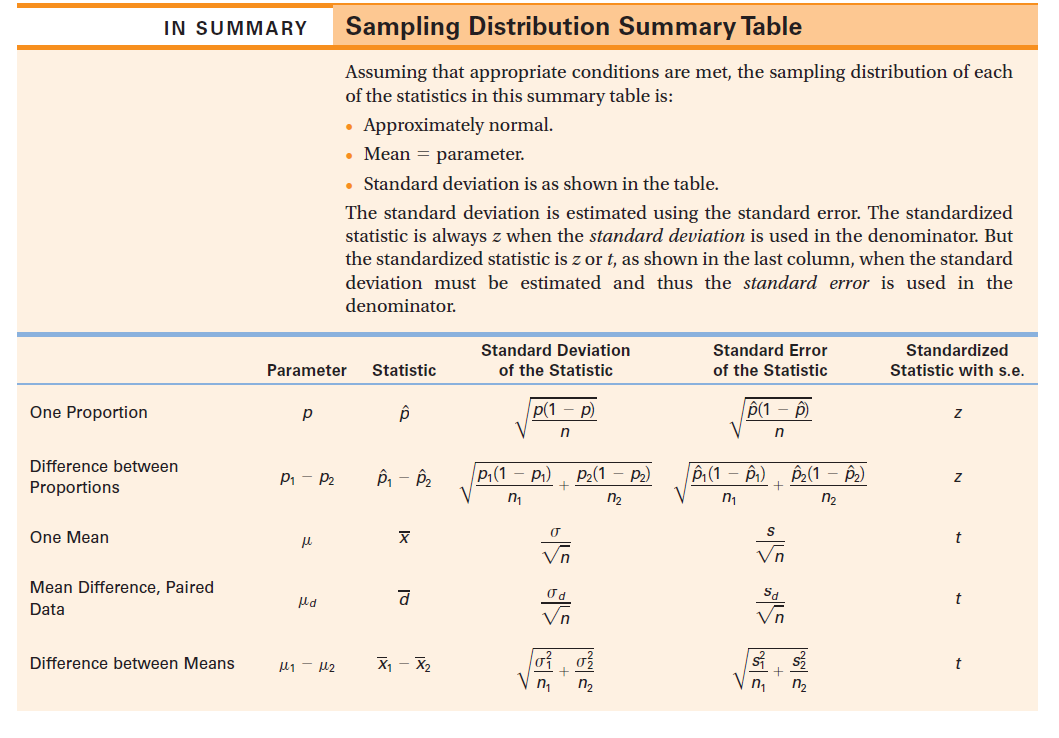 IN SUMMARY Sampling Distribution Summary Table
Assuming that appropriate conditions are met, the sampling distribution of each
of the statistics in this summary table is:
• Approximately normal.
• Mean = parameter.
• Standard deviation is as shown in the table.
The standard deviation is estimated using the standard error. The standardized
statistic is always z when the standard deviation is used in the denominator. But
the standardized statistic is z or t, as shown in the last column, when the standard
deviation must be estimated and thus the standard error is used in the
denominator.
Standard Deviation Standard Error Standardized
Parameter Statistic of the Statistic of the Statistic Statistic with s.e.
One Proportion p p̂ √(p(1 − p)/n) √(p̂(1 − p̂)/n) z
Difference between
Proportions p₁ − p₂ p̂₁ − p̂₂ √(p₁(1 − p₁)/n₁ + p₂(1 − p₂)/n₂) √(p̂₁(1 − p̂₁)/n₁ + p̂₂(1 − p̂₂)/n₂) z
One Mean μ x̅ σ/√n s/√n t
Mean Difference, Paired
Data μ_d d̅ σ_d/√n s_d/√n t
Difference between Means μ₁ − μ₂ x̅₁ − x̅₂ √(σ₁²/n₁ + σ₂²/n₂) √(s₁²/n₁ + s₂²/n₂) t